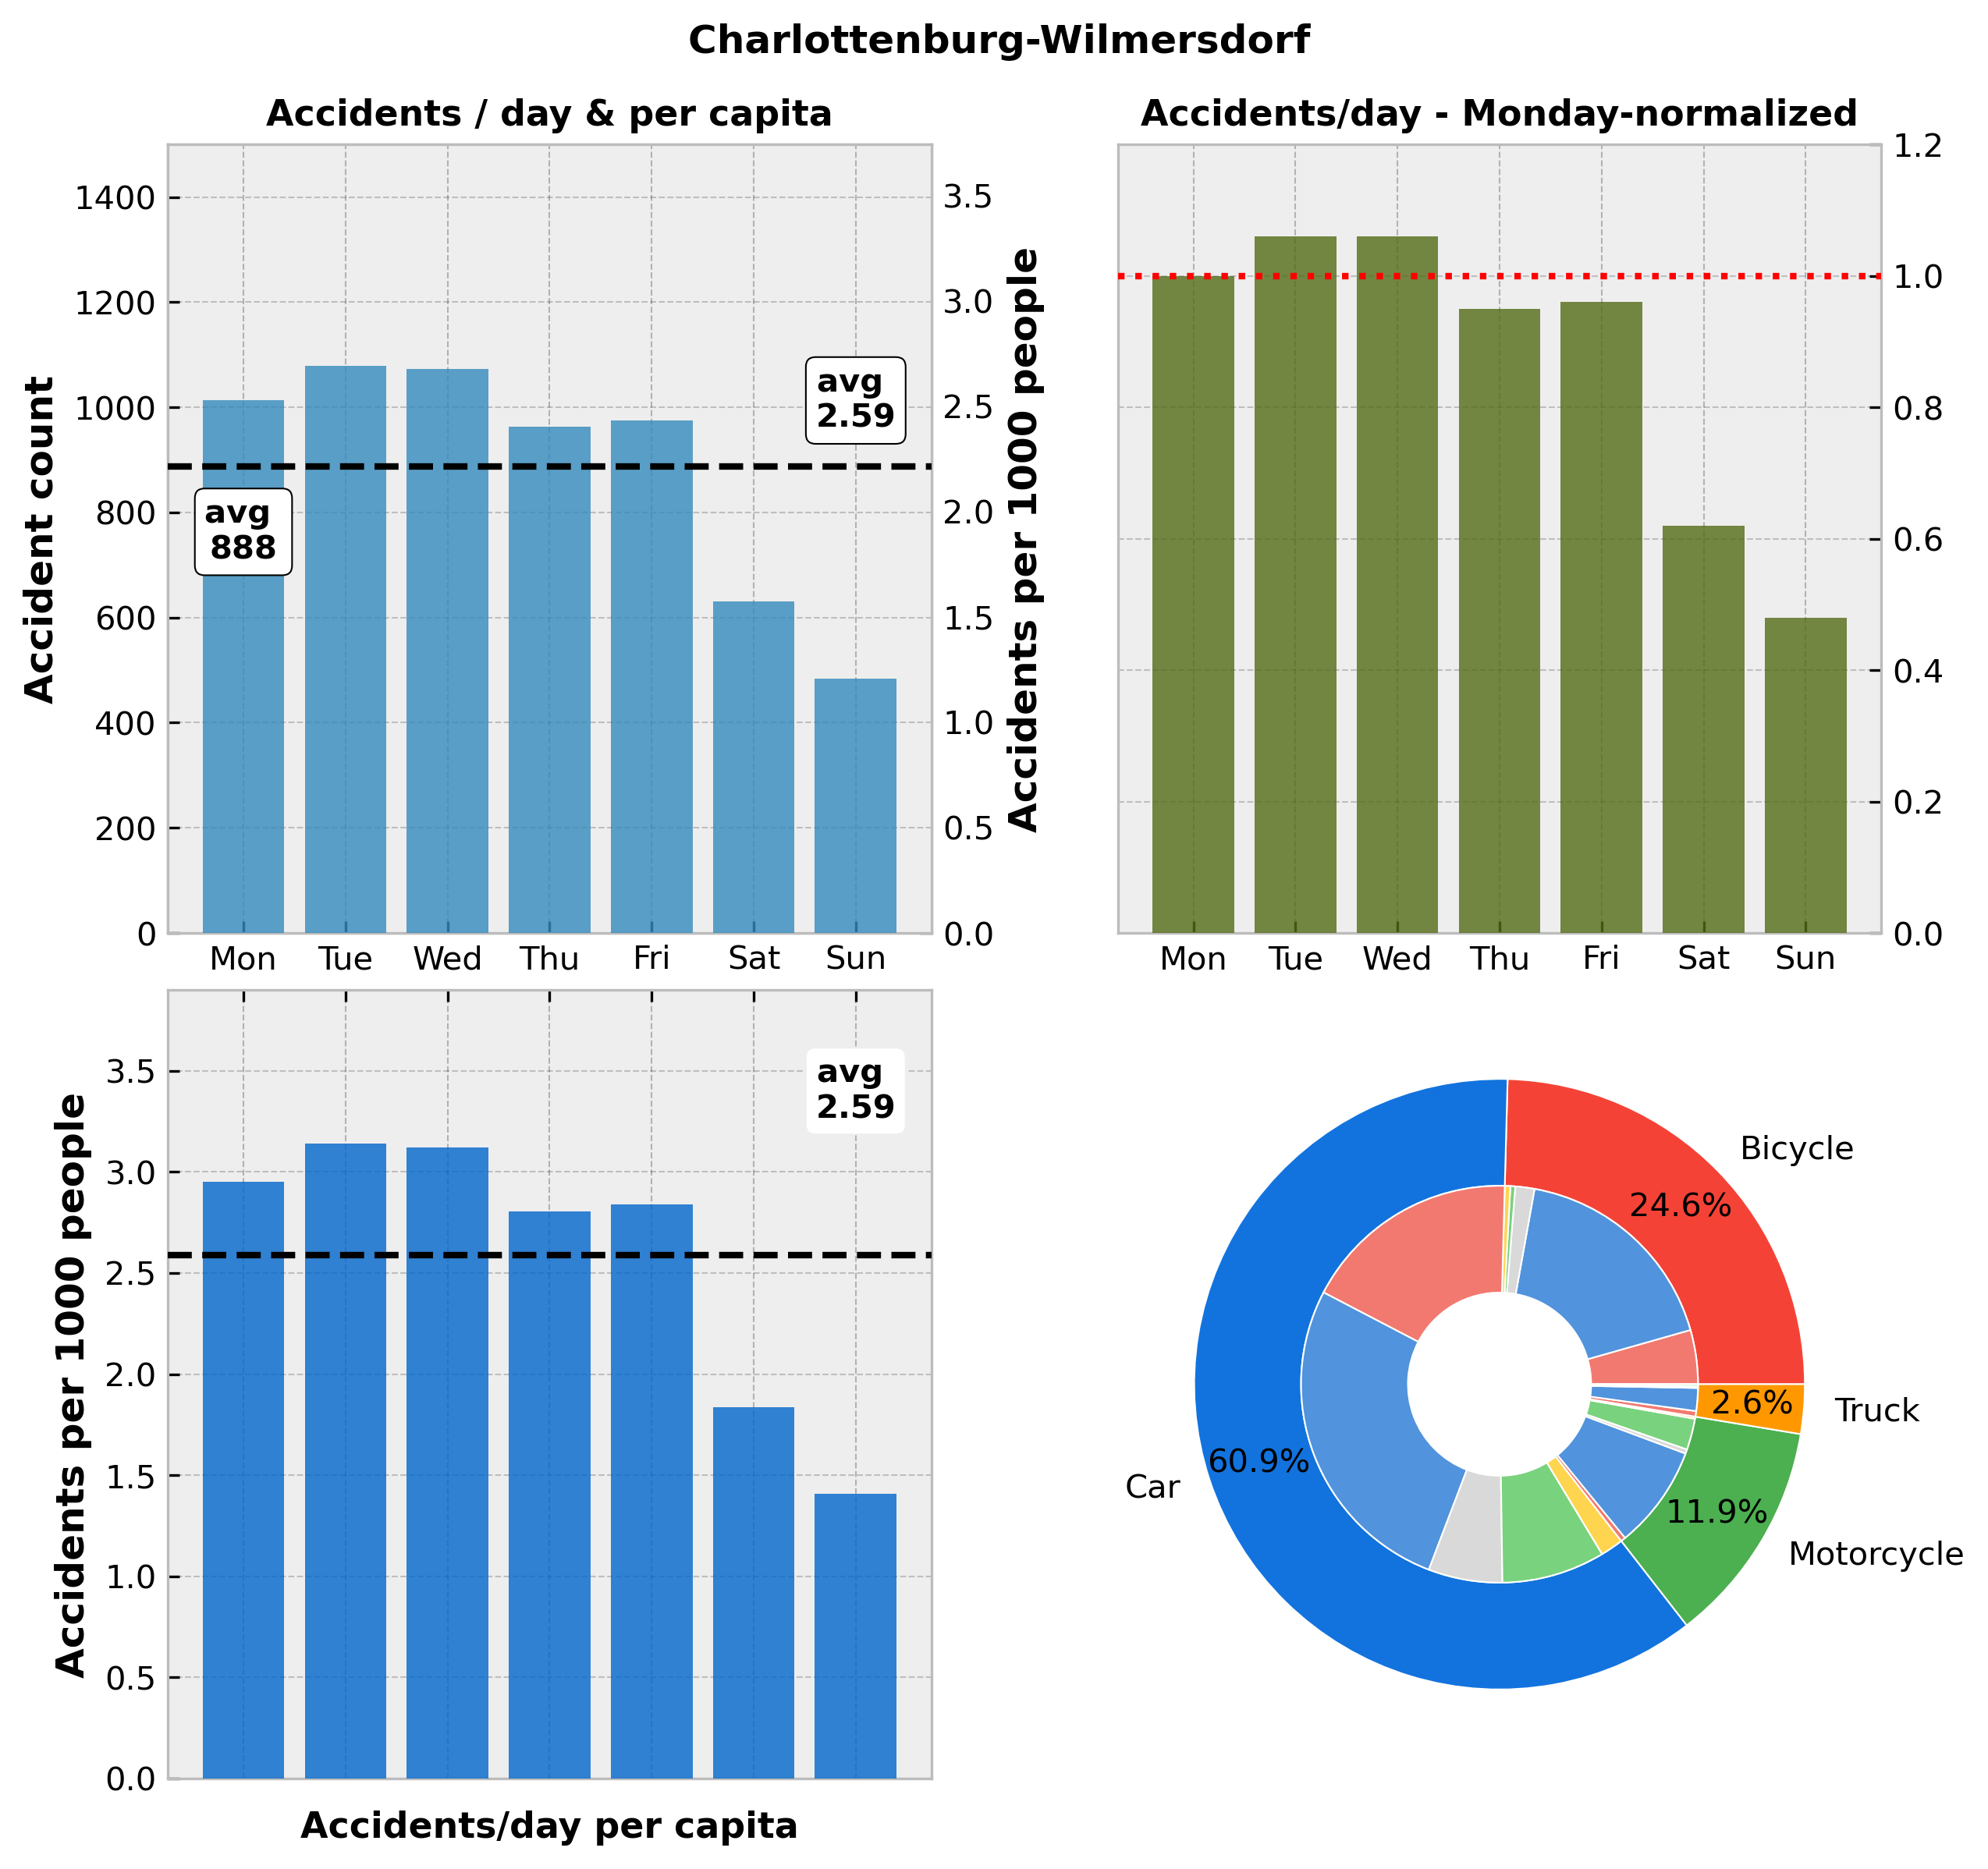 Charlottenburg-Wilmersdorf
Accidents / day & per capita
Accident count
1400
1200
1000
800
600
400
200
0
avg
888
avg
2.59
3.5
3.0
2.5
2.0
1.5
1.0
0.5
0.0
Accidents per 1000 people
Mon Tue Wed Thu Fri Sat Sun
Accidents/day - Monday-normalized
1.2
1.0
0.8
0.6
0.4
0.2
0.0
Mon Tue Wed Thu Fri Sat Sun
Accidents per 1000 people
3.5
3.0
2.5
2.0
1.5
1.0
0.5
0.0
avg
2.59
Accidents/day per capita
Bicycle
24.6%
Car
60.9%
Motorcycle
11.9%
Truck
2.6%